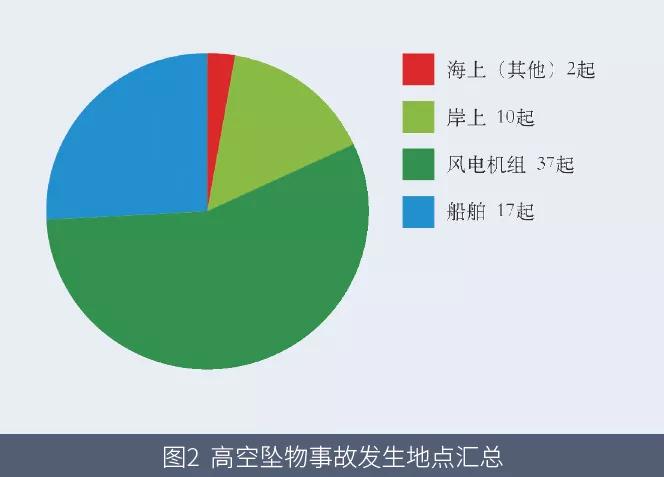 海上（其他）2起
岸上 10起
风电机组 37起
船舶 17起
图2 高空坠物事故发生地点汇总